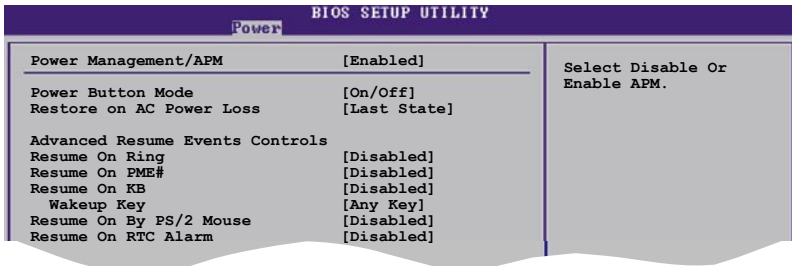 BIOS SETUP UTILITY
Power
Power Management/APM [Enabled]
Power Button Mode [On/Off]
Restore on AC Power Loss [Last State]
Advanced Resume Events Controls
Resume On Ring [Disabled]
Resume On PME# [Disabled]
Resume On KB [Disabled]
Wakeup Key [Any Key]
Resume On By PS/2 Mouse [Disabled]
Resume On RTC Alarm [Disabled]
Select Disable Or
Enable APM.